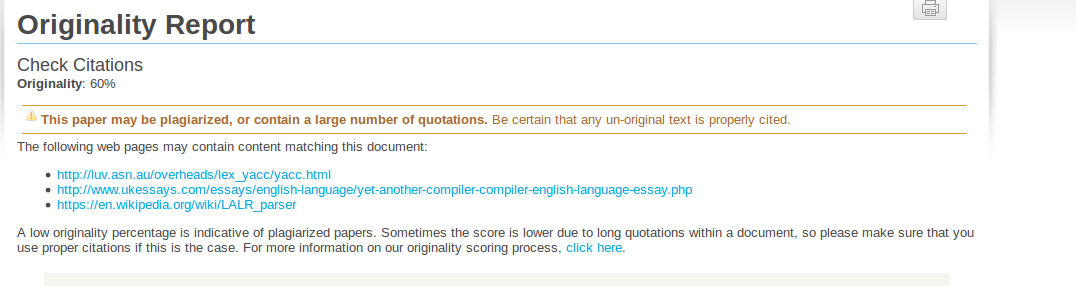 Originality Report
Check Citations
Originality: 60%
This paper may be plagiarized, or contain a large number of quotations. Be certain that any un-original text is properly cited.
The following web pages may contain content matching this document:
http://luv.asn.au/overheads/lex_yacc/yacc.html
http://www.ukessays.com/essays/english-language/yet-another-compiler-compiler-english-language-essay.php
https://en.wikipedia.org/wiki/LALR_parser
A low originality percentage is indicative of plagiarized papers. Sometimes the score is lower due to long quotations within a document, so please make sure that you
use proper citations if this is the case. For more information on our originality scoring process, click here.